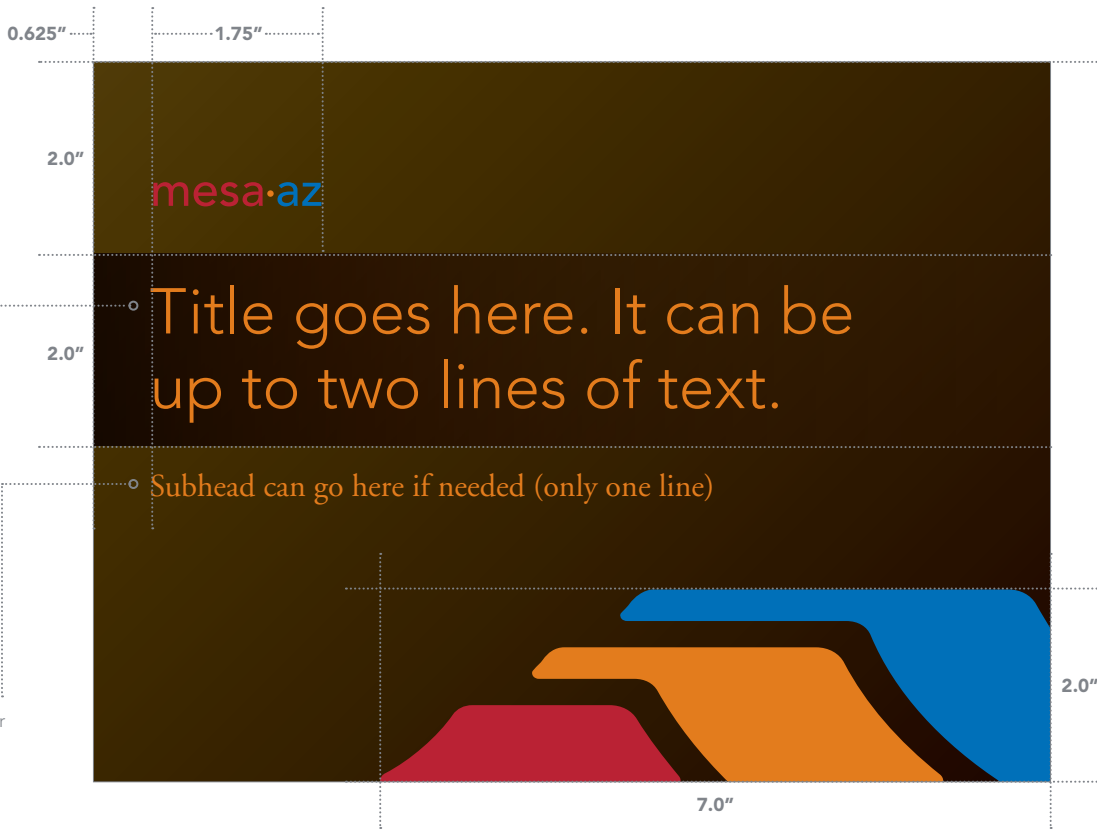 0.625″
1.75″
2.0″
mesa·az
Title goes here. It can be
2.0″
up to two lines of text.
Subhead can go here if needed (only one line)
2.0″
r
7.0″